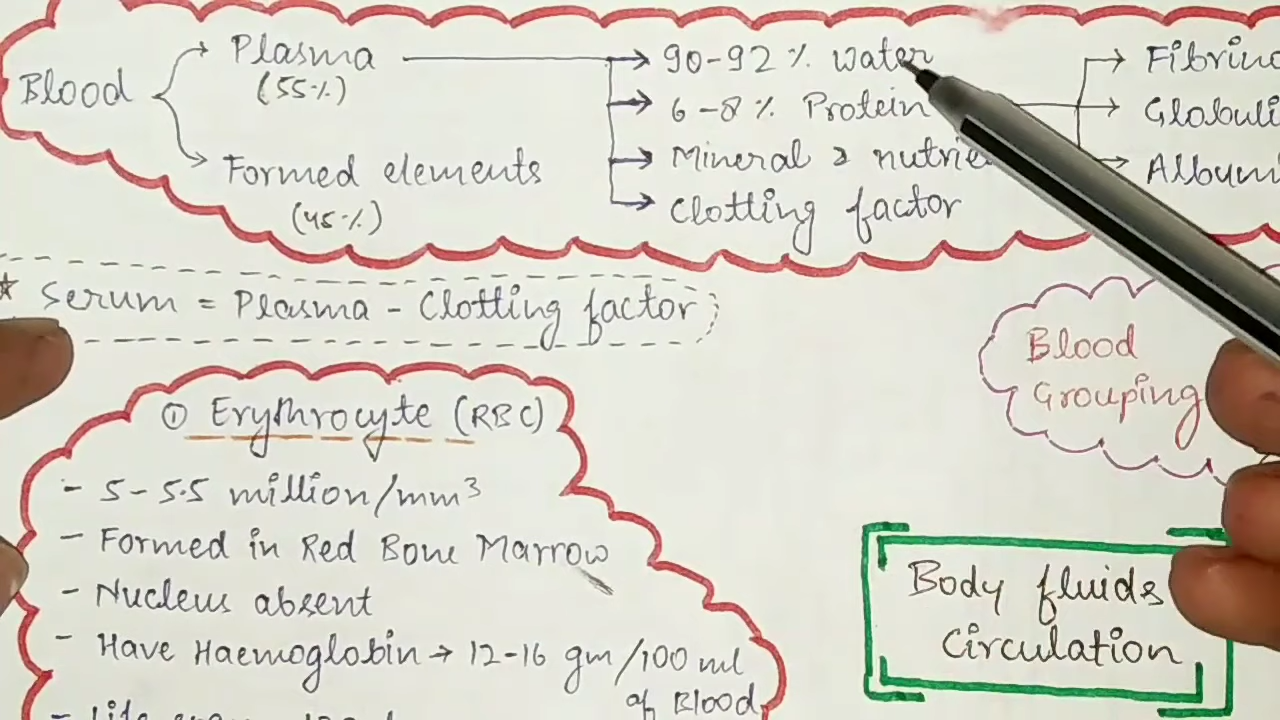 Blood
Plasma
(55%)
Formed elements
(45%)
90-92 % water
6-8 % Protein
Mineral & nutrie
Clotting factor
Fibrino
Globuli
Albumi
* Serum = Plasma - Clotting factor
① Erythrocyte (RBC)
- 5-5.5 million/mm³
- Formed in Red Bone Marrow
- Nucleus absent
- Have Haemoglobin → 12-16 gm/100 ml
of Blood
Blood
Grouping
Body fluids
Circulation